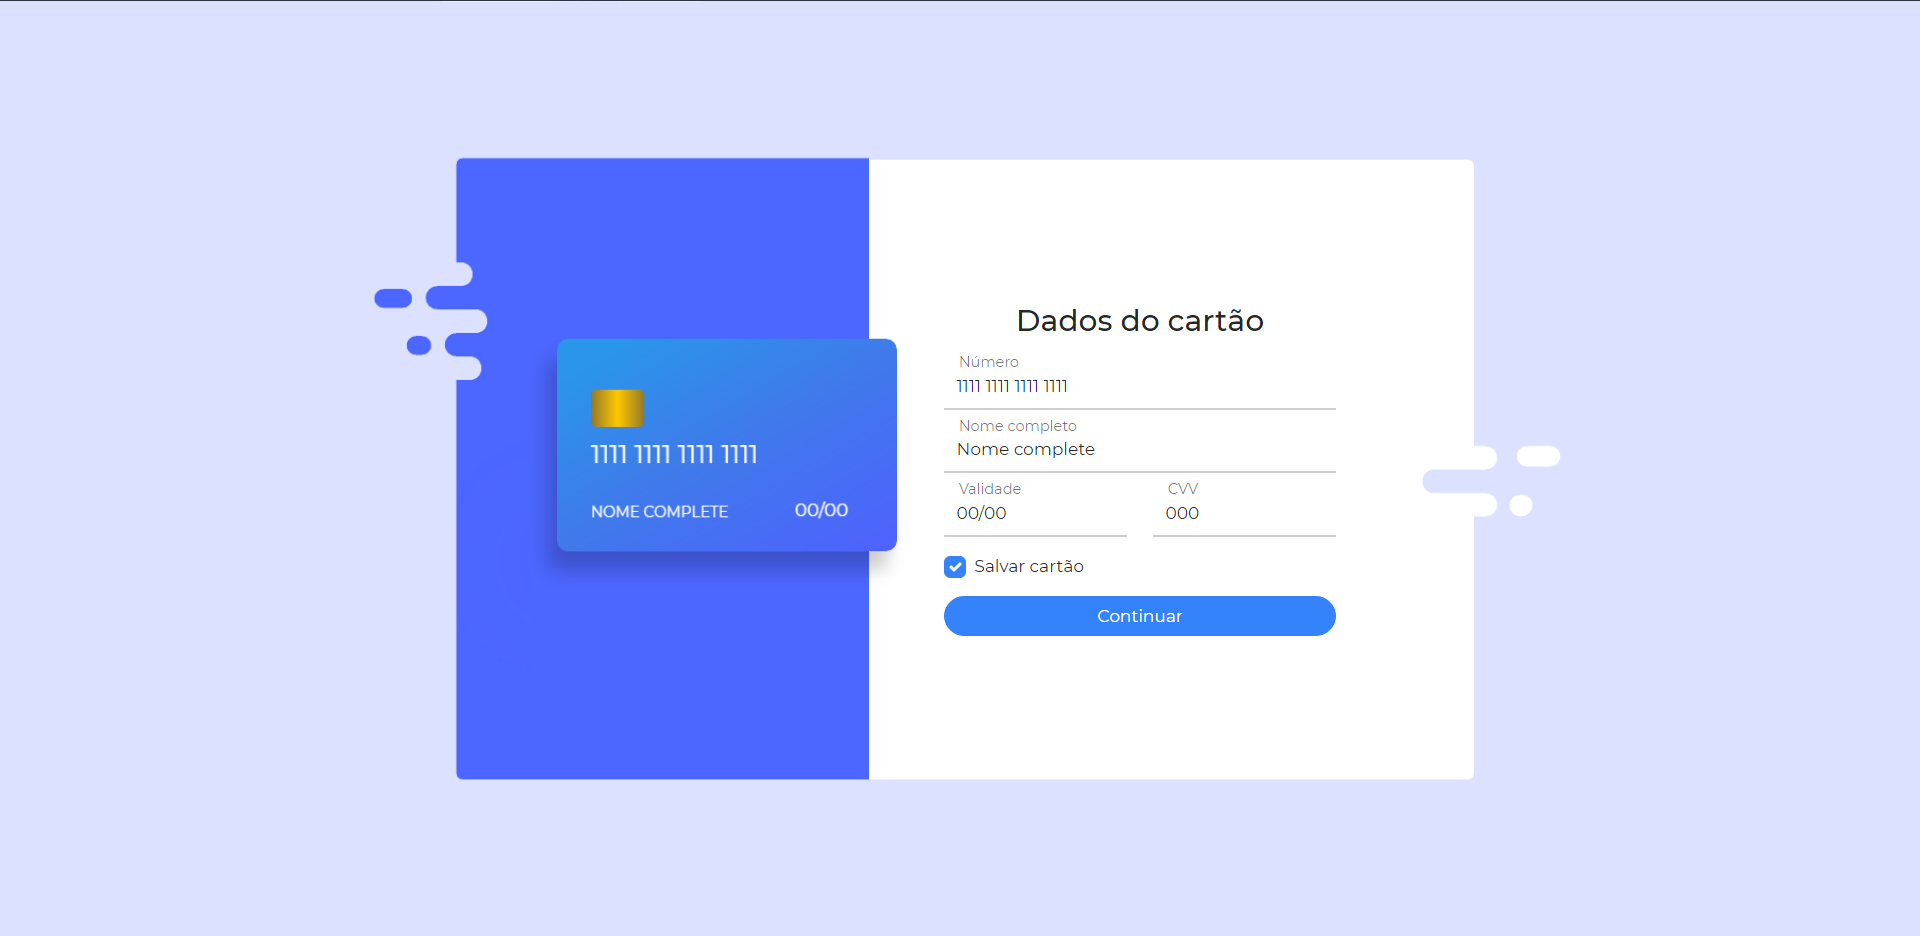 1111 1111 1111 1111
NOME COMPLETE 00/00
Dados do cartão
Número
1111 1111 1111 1111
Nome completo
Nome complete
Validade CVV
00/00 000
Salvar cartão
Continuar